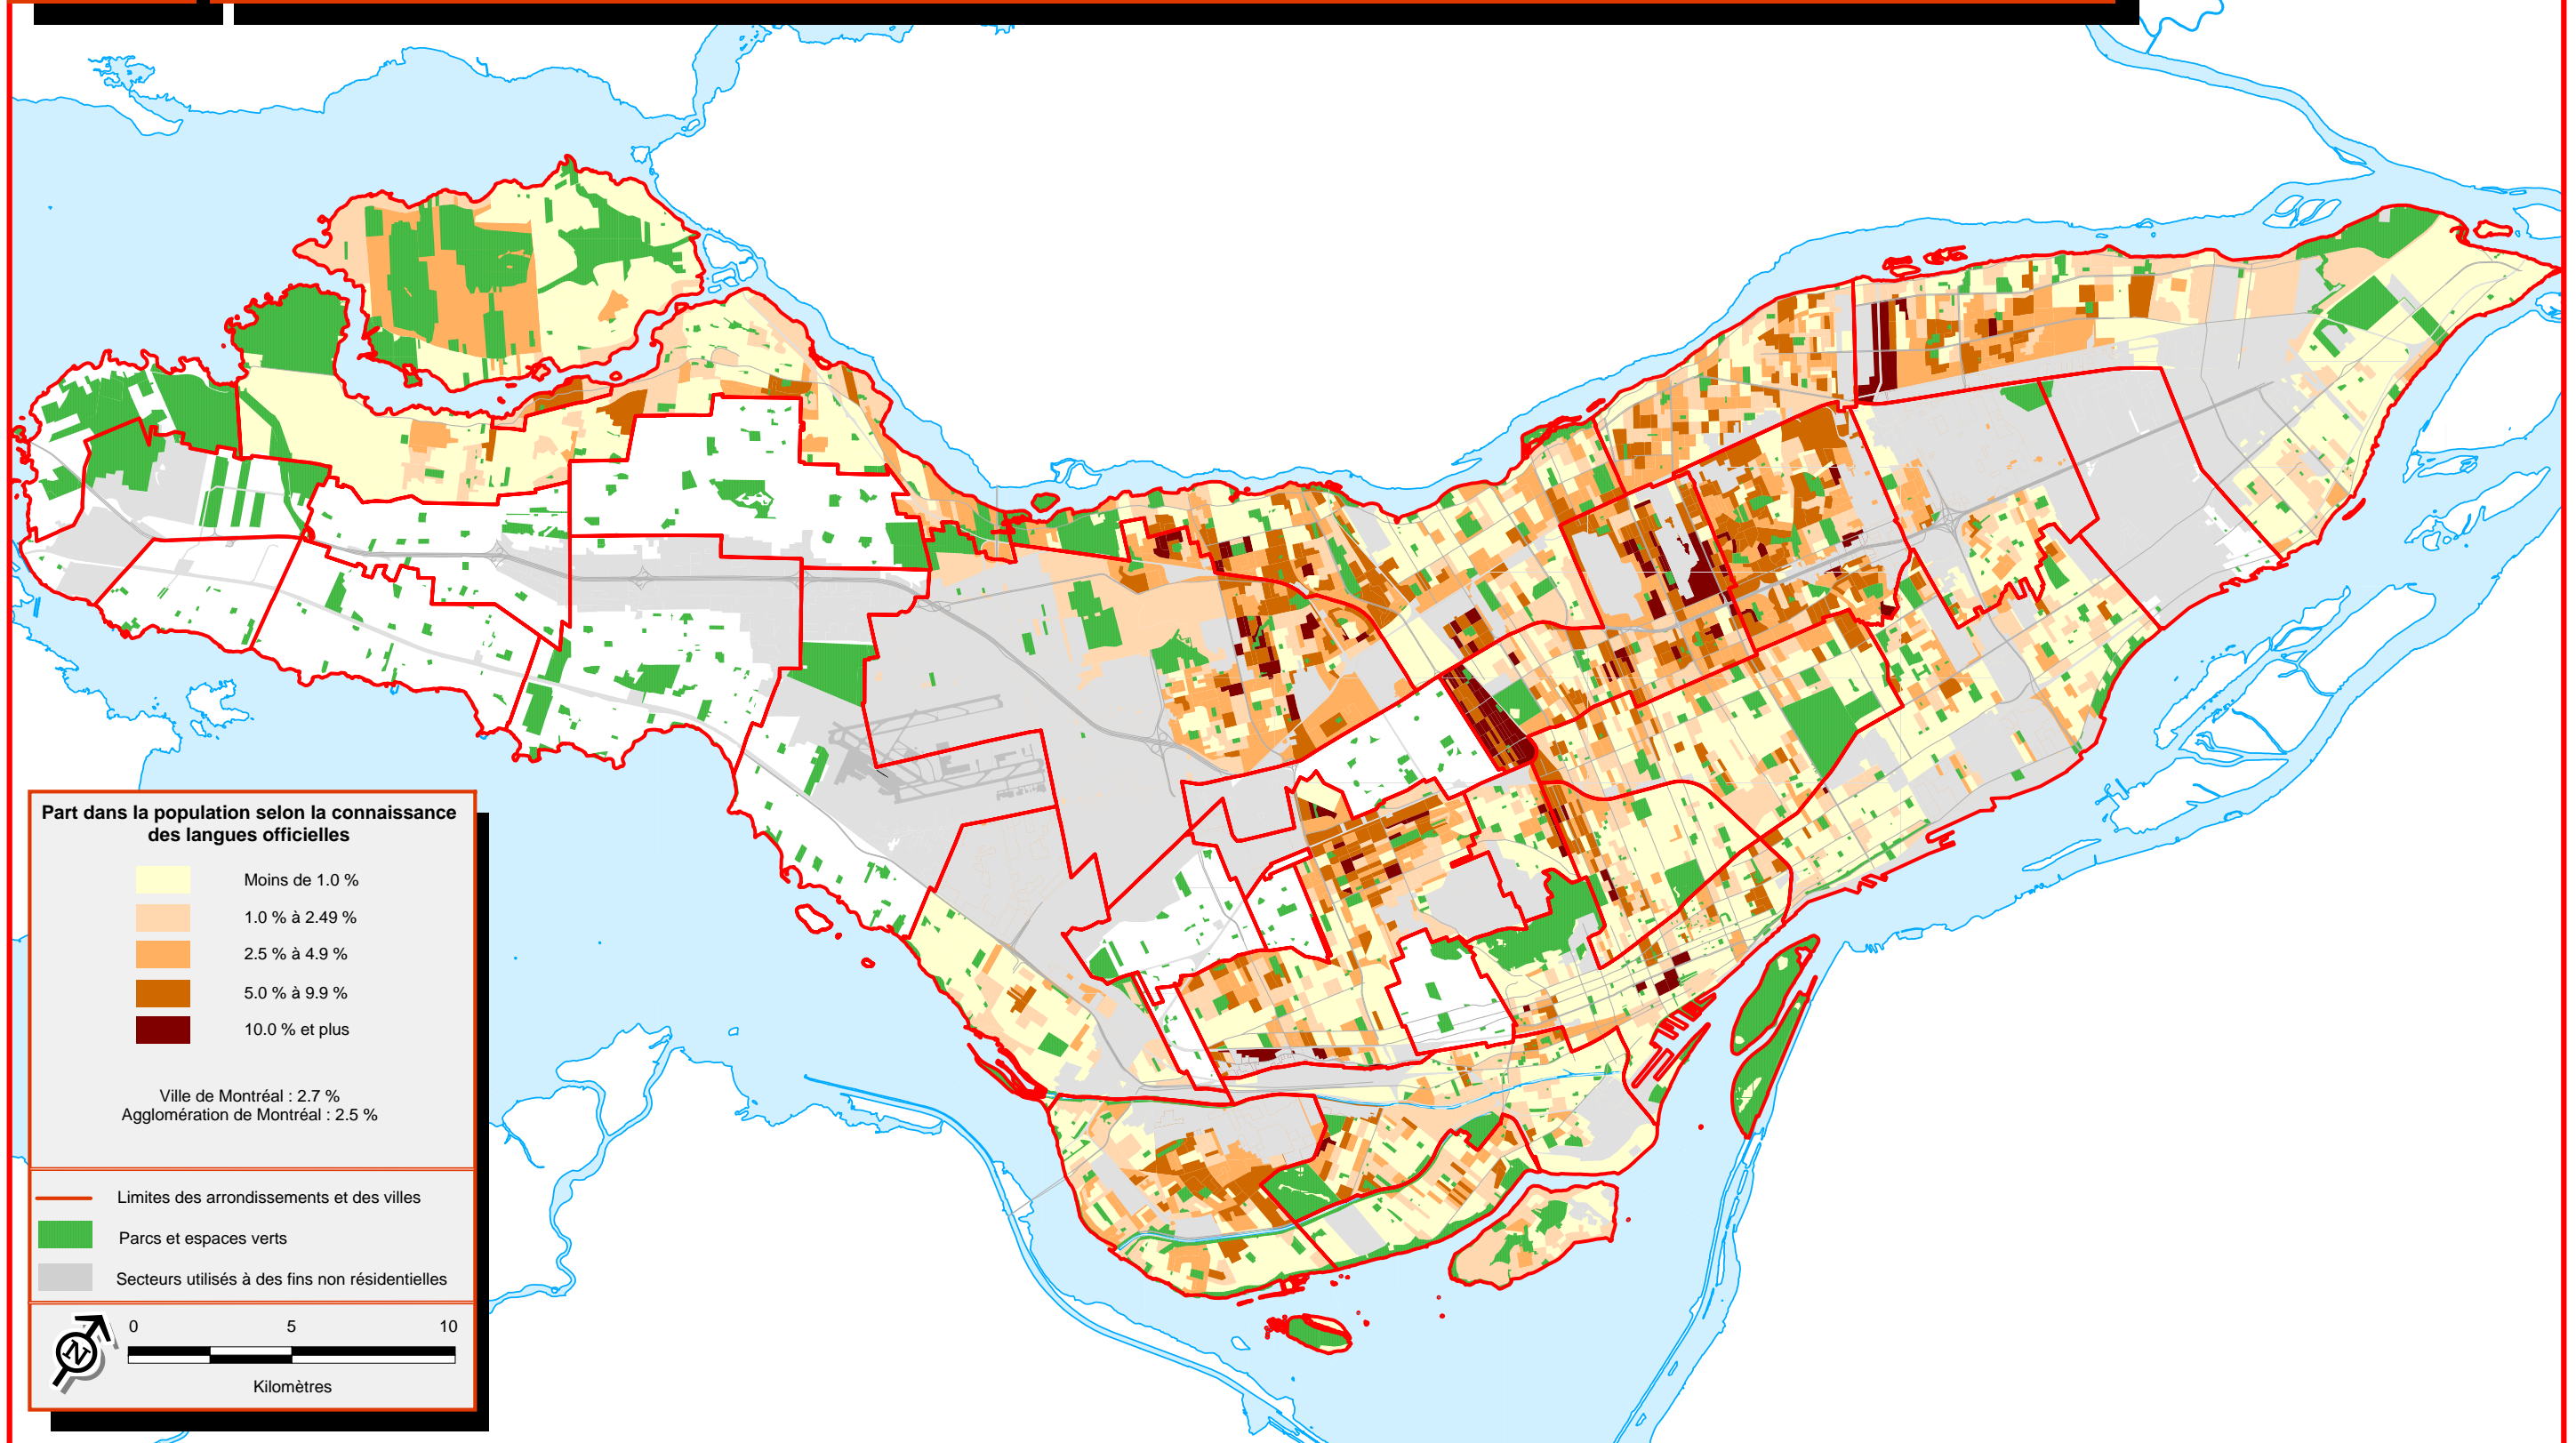 Part dans la population selon la connaissance
des langues officielles
Moins de 1.0 %
1.0 % à 2.49 %
2.5 % à 4.9 %
5.0 % à 9.9 %
10.0 % et plus
Ville de Montréal : 2.7 %
Agglomération de Montréal : 2.5 %
Limites des arrondissements et des villes
Parcs et espaces verts
Secteurs utilisés à des fins non résidentielles
N
0 5 10
Kilomètres